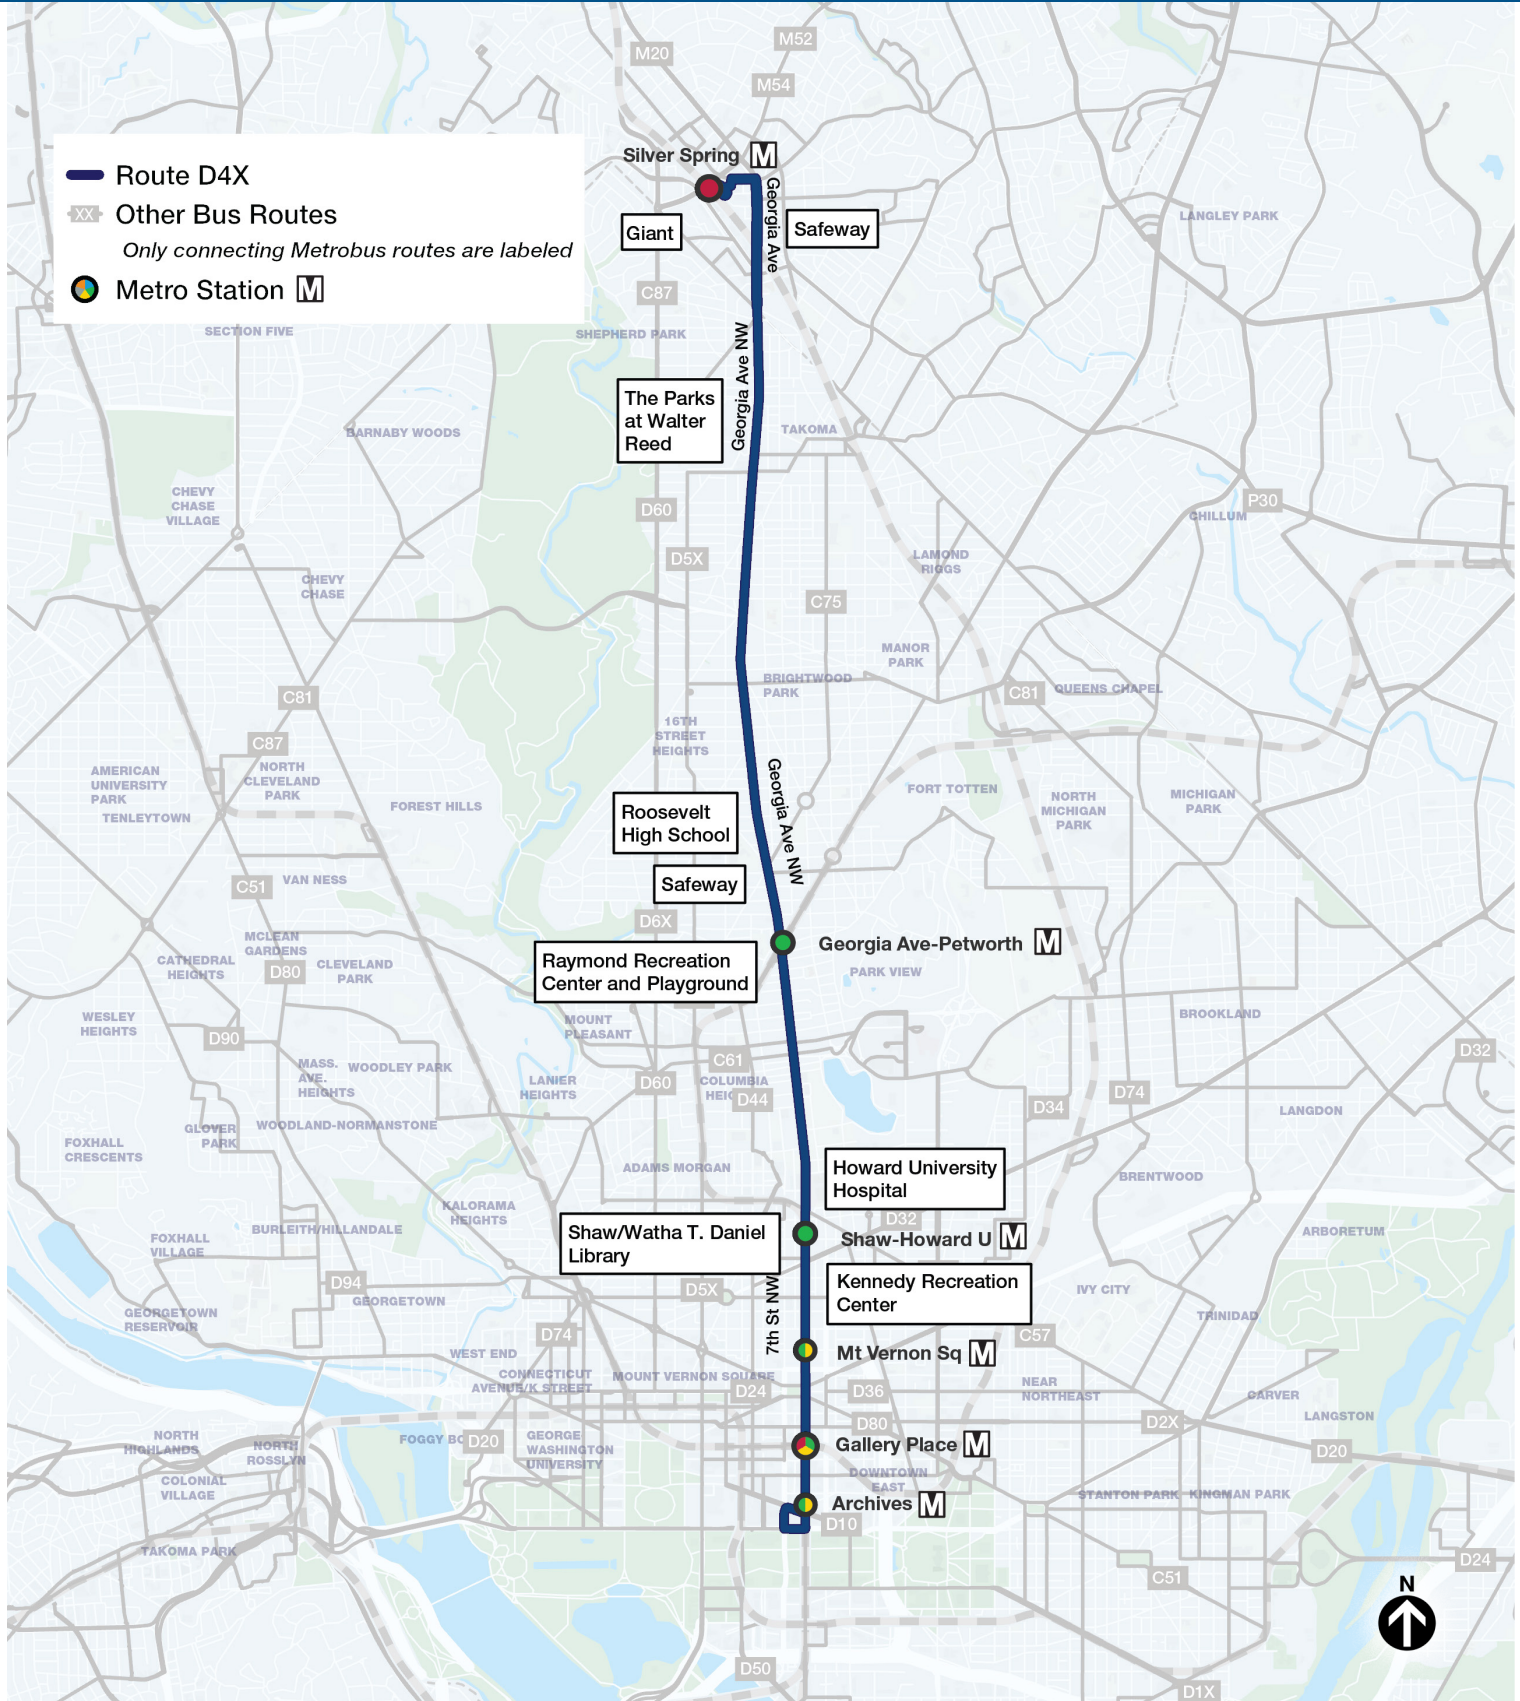 M52
M20
M54
Silver Spring M
Route D4X
XX Other Bus Routes
Only connecting Metrobus routes are labeled
Metro Station M
Georgia Ave
Giant
Safeway
LANGLEY PARK
C87
SECTION FIVE
SHEPHERD PARK
Georgia Ave NW
The Parks
at Walter
Reed
BARNABY WOODS
TAKOMA
CHEVY
CHASE
VILLAGE
D60
P30
CHILLUM
D5X
LAMOND
RIGGS
CHEVY
CHASE
C75
MANOR
PARK
BRIGHTWOOD
PARK
C81
C81
QUEENS CHAPEL
16TH
STREET
HEIGHTS
C87
AMERICAN
UNIVERSITY
PARK
NORTH
CLEVELAND
PARK
TENLEYTOWN
FOREST HILLS
Georgia Ave NW
FORT TOTTEN
NORTH
MICHIGAN
PARK
MICHIGAN
PARK
Roosevelt
High School
Safeway
C51
VAN NESS
D6X
MCLEAN
GARDENS
CATHEDRAL
HEIGHTS
D80
CLEVELAND
PARK
Georgia Ave-Petworth M
Raymond Recreation
Center and Playground
PARK VIEW
WESLEY
HEIGHTS
D90
MOUNT
PLEASANT
BROOKLAND
D32
C61
MASS.
AVE.
HEIGHTS
WOODLEY PARK
LANIER
HEIGHTS
D60
COLUMBIA
D44
D34
D74
LANGDON
GLOVER
PARK
WOODLAND-NORMANSTONE
FOXHALL
CRESCENTS
ADAMS MORGAN
Howard University
Hospital
BRENTWOOD
KALORAMA
HEIGHTS
D32
BURLEITH/HILLANDALE
FOXHALL
VILLAGE
Shaw/Watha T. Daniel
Library
Shaw-Howard U M
ARBORETUM
D94
GEORGETOWN
D5X
7th St NW
Kennedy Recreation
Center
IVY CITY
GEORGETOWN
RESERVOIR
TRINIDAD
D74
C57
WEST END
Mt Vernon Sq M
CONNECTICUT
AVENUE/K STREET
MOUNT VERNON SQUARE
D24
D36
NEAR
NORTHEAST
CARVER
LANGSTON
D80
D2X
D20
NORTH
HIGHLANDS
NORTH
ROSSLYN
FOGGY
D20
GEORGE
WASHINGTON
UNIVERSITY
Gallery Place M
COLONIAL
VILLAGE
DOWNTOWN
EAST
STANTON PARK
KINGMAN PARK
Archives M
D10
TAKOMA PARK
D24
C51
N
D50
D1X